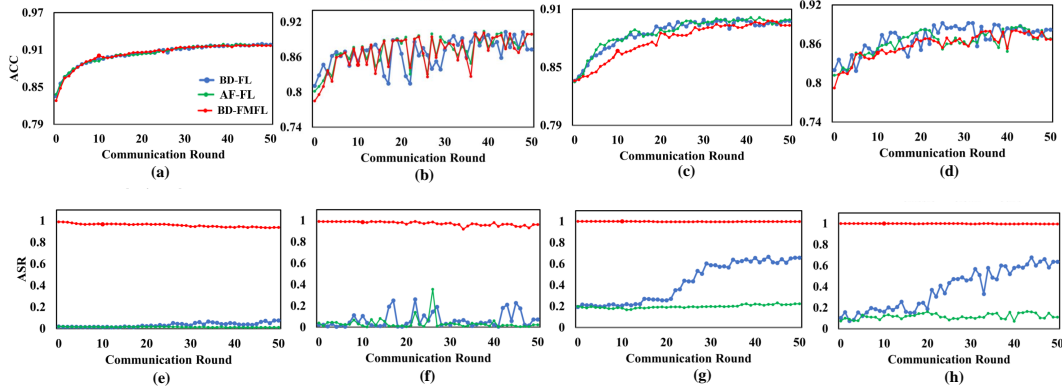 0.97
0.91
0.85
0.79
ACC
BD-FL
AF-FL
BD-FMFL
0 10 20 30 40 50
Communication Round
(a)
0.92
0.86
0.8
0.74
0 10 20 30 40 50
Communication Round
(b)
0.91
0.85
0.79
0 10 20 30 40 50
Communication Round
(c)
0.92
0.86
0.8
0.74
0 10 20 30 40 50
Communication Round
(d)
1
0.8
0.6
0.4
0.2
0
ASR
0 10 20 30 40 50
Communication Round
(e)
1
0.8
0.6
0.4
0.2
0
0 10 20 30 40 50
Communication Round
(f)
1
0.8
0.6
0.4
0.2
0
0 10 20 30 40 50
Communication Round
(g)
1
0.8
0.6
0.4
0.2
0
0 10 20 30 40 50
Communication Round
(h)